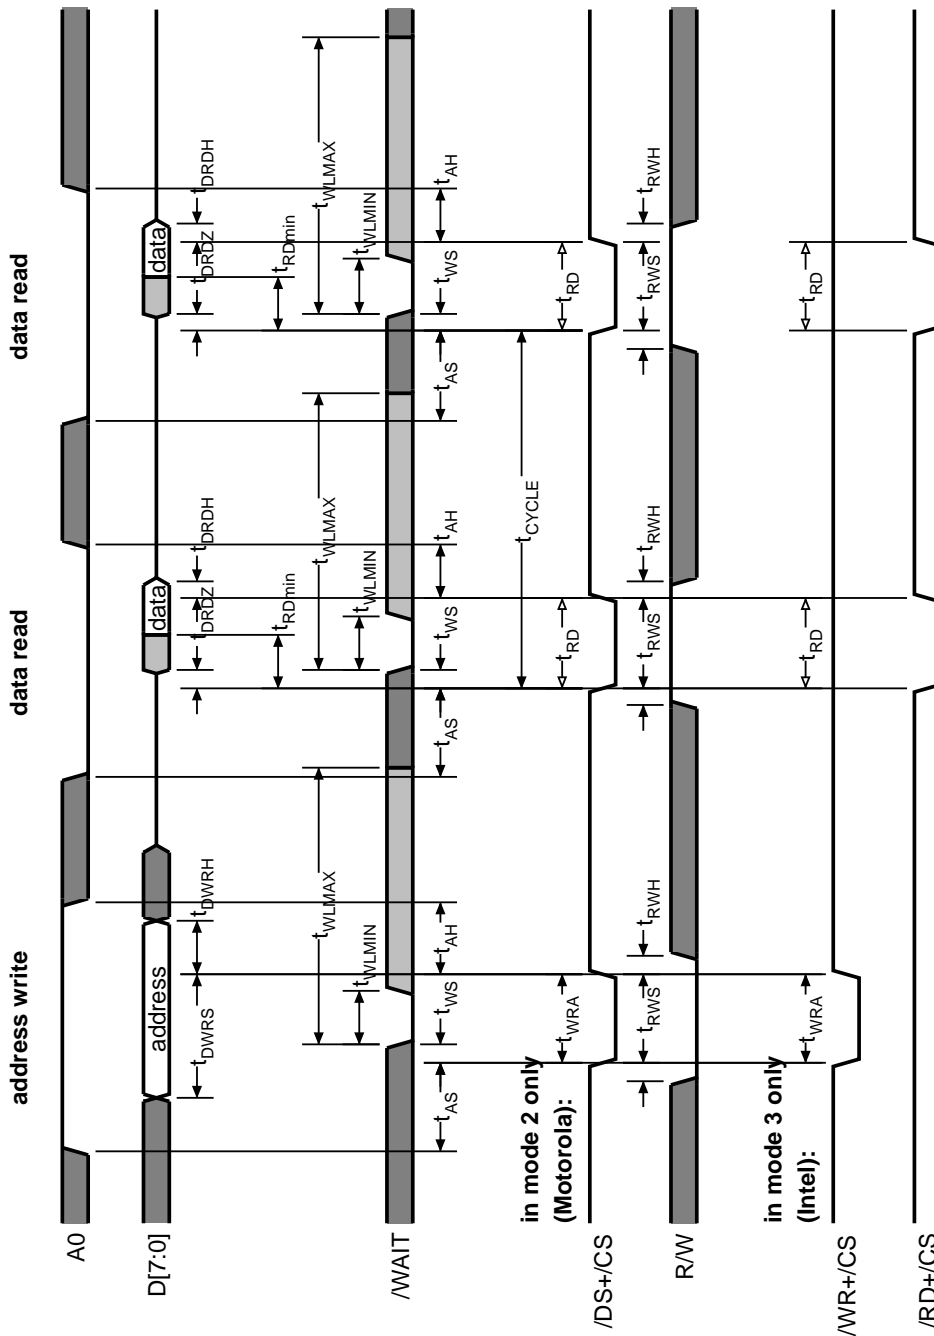 address write
data read
data read
A0
D[7:0]
address
data
data
tDWRS
tDWRH
tDRDZ
tDRDH
tDRDZ
tDRDH
tRDmin
tRDmin
tWLMAX
tWLMAX
tWLMAX
tWLMIN
tWLMIN
tWLMIN
/WAIT
tAS
tWS
tAH
tAS
tWS
tAH
tAS
tWS
tAH
tCYCLE
in mode 2 only
(Motorola):
/DS+/CS
tWRA
tRD
tRD
tRWS
tRWH
tRWS
tRWH
tRWS
tRWH
R/W
in mode 3 only
(Intel):
tWRA
tRD
tRD
/WR+/CS
/RD+/CS